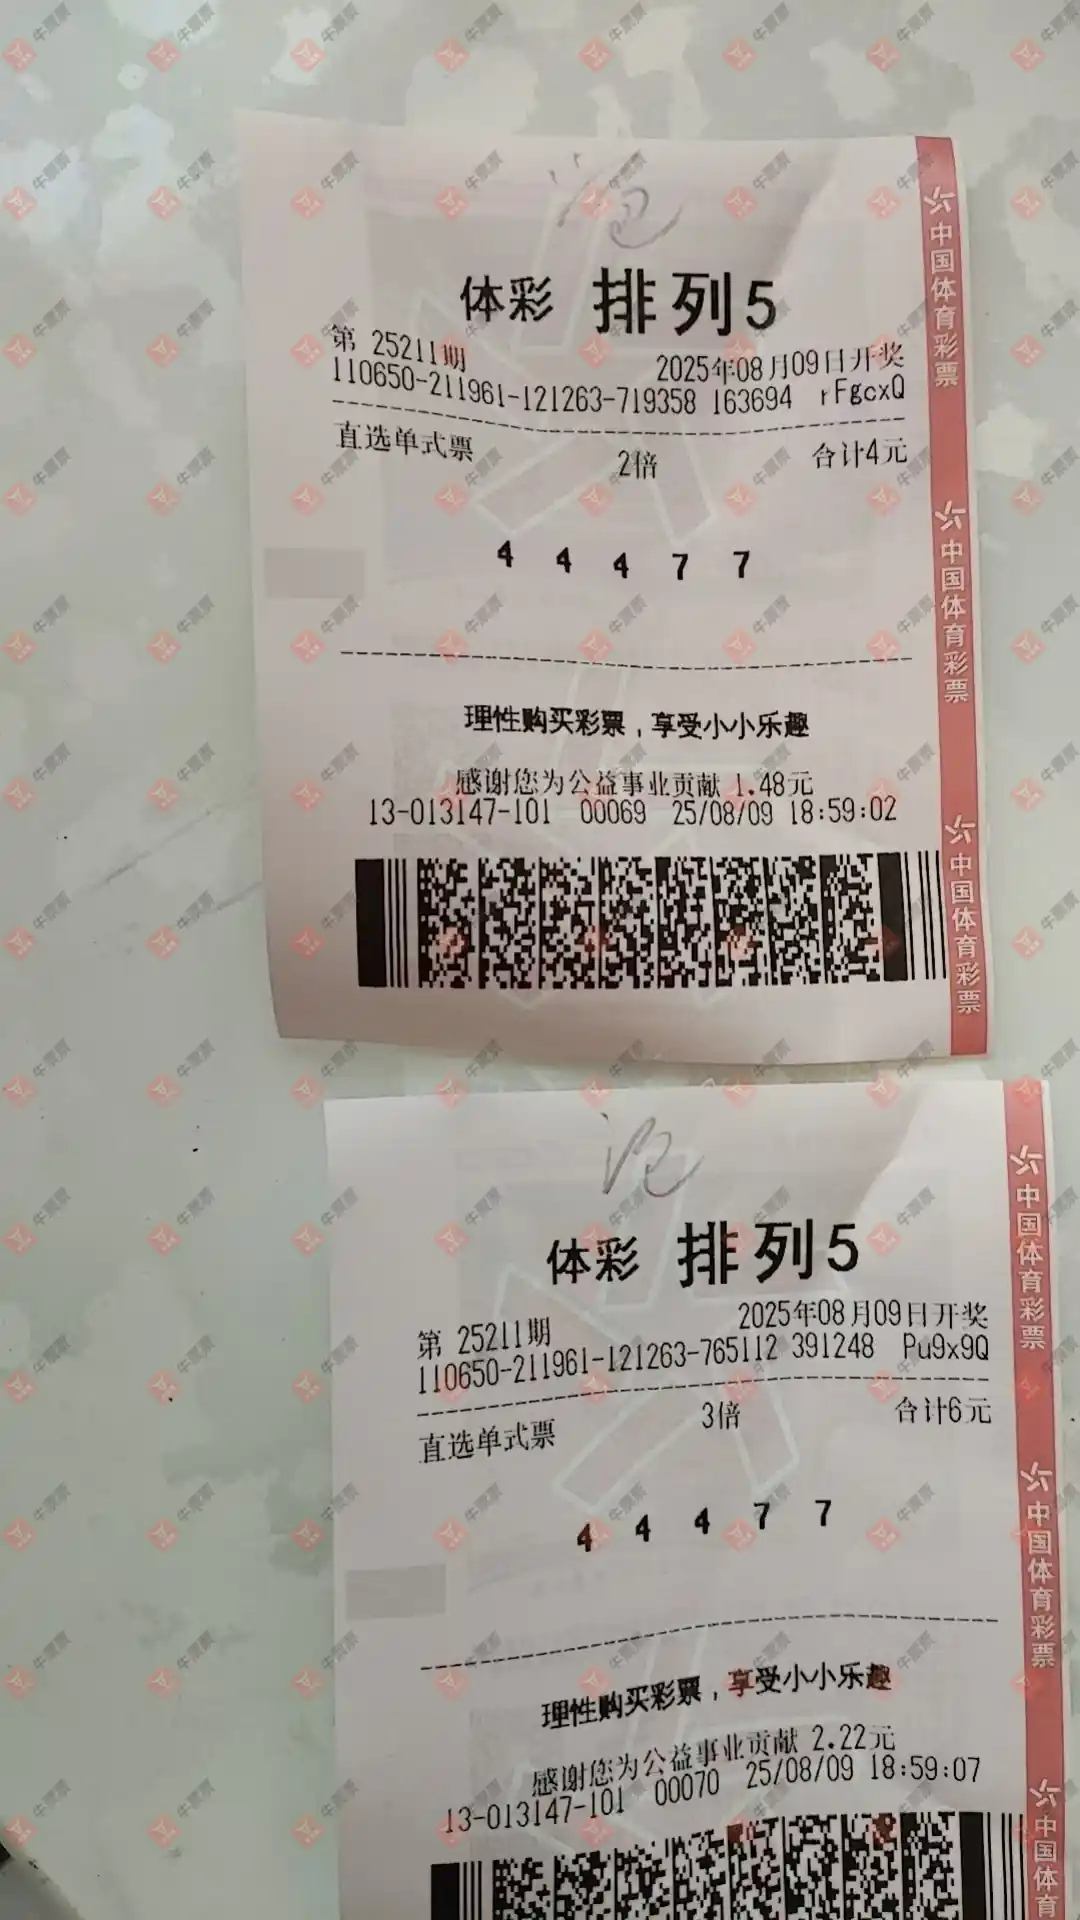 体彩 排列5
第 25211期 2025年08月09日开奖
110650-211961-121263-719358 163694 rFgcxQ
直选单式票 2倍 合计4元
4 4 4 7 7
理性购买彩票，享受小小乐趣
感谢您为公益事业贡献 1.48元
13-013147-101 00069 25/08/09 18:59:02
中国体育彩票
中国体育彩票
中国体育彩票
体彩 排列5
第 25211期 2025年08月09日开奖
110650-211961-121263-765112 391248 Pu9x9Q
直选单式票 3倍 合计6元
4 4 4 7 7
理性购买彩票，享受小小乐趣
感谢您为公益事业贡献 2.22元
13-013147-101 00070 25/08/09 18:59:07
中国体育彩票
中国体育彩票
中国体育
牛票票